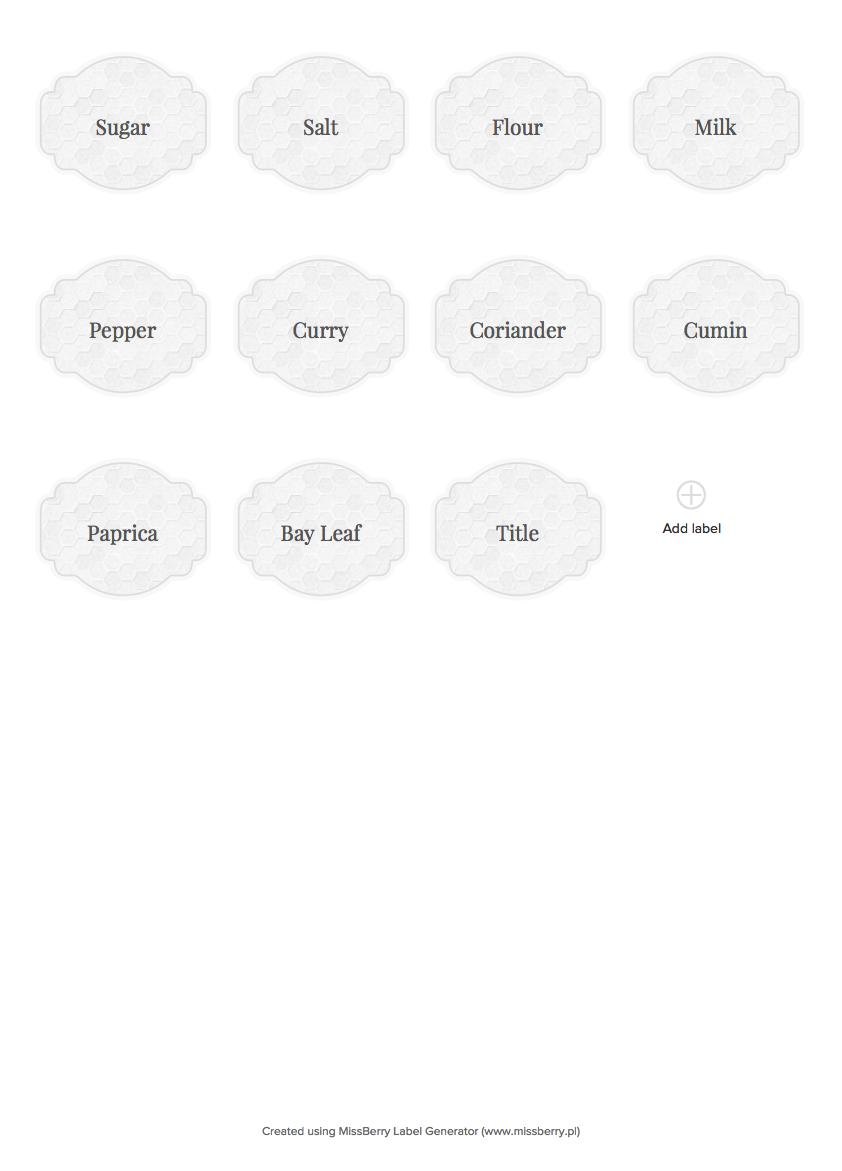 Sugar
Salt
Flour
Milk
Pepper
Curry
Coriander
Cumin
Paprica
Bay Leaf
Title
Add label
Created using MissBerry Label Generator (www.missberry.pl)